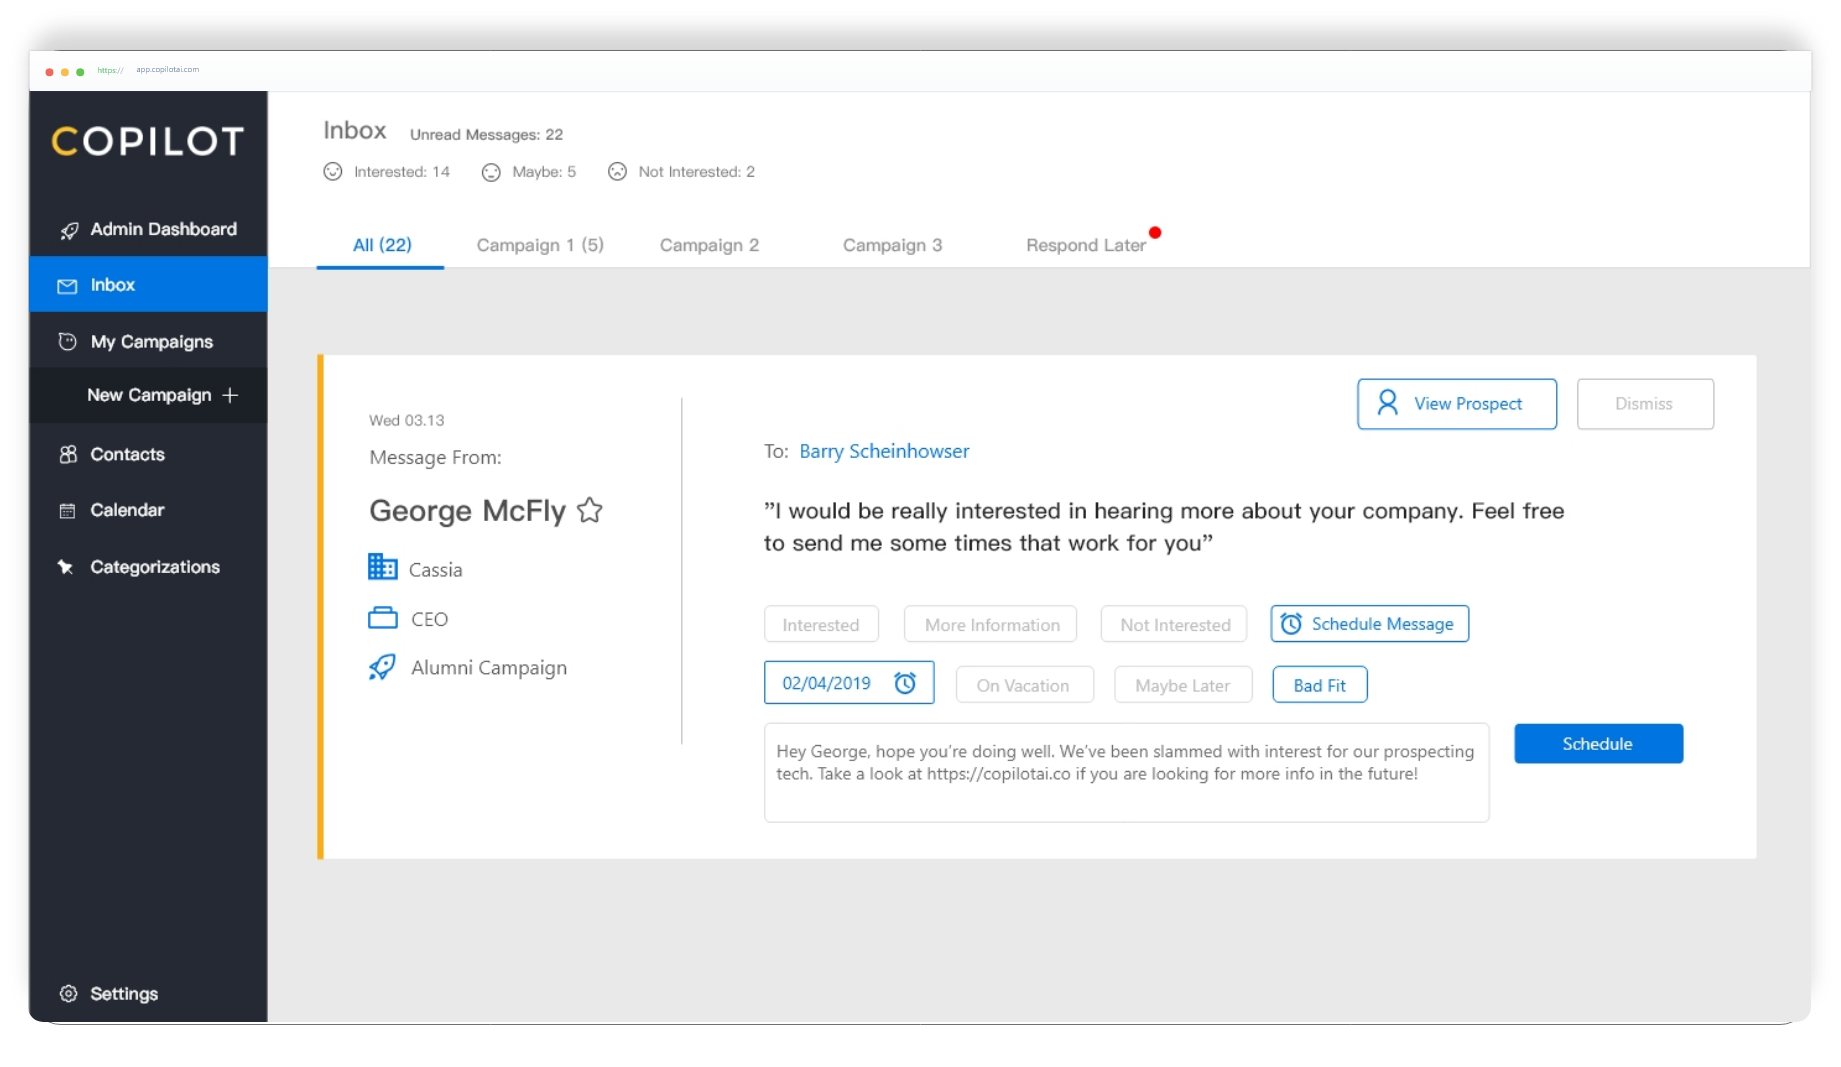 https:// app.copilotai.com
COPILOT
Admin Dashboard
Inbox
My Campaigns
New Campaign +
Contacts
Calendar
Categorizations
Settings
Inbox Unread Messages: 22
Interested: 14 Maybe: 5 Not Interested: 2
All (22) Campaign 1 (5) Campaign 2 Campaign 3 Respond Later
Wed 03.13
Message From:
George McFly
Cassia
CEO
Alumni Campaign
View Prospect Dismiss
To: Barry Scheinhowser
”I would be really interested in hearing more about your company. Feel free
to send me some times that work for you”
Interested More Information Not Interested Schedule Message
02/04/2019 On Vacation Maybe Later Bad Fit
Hey George, hope you’re doing well. We’ve been slammed with interest for our prospecting
tech. Take a look at https://copilotai.co if you are looking for more info in the future!
Schedule